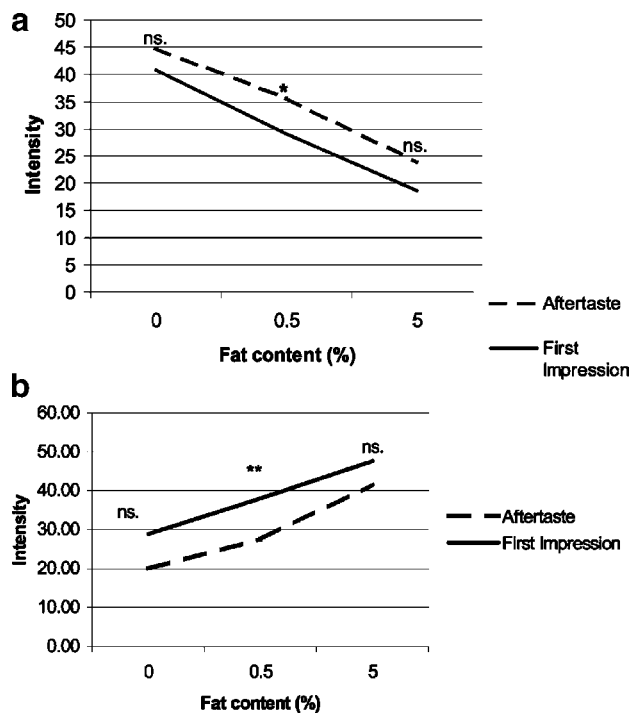 a
50
45
40
35
30
25
20
15
10
5
0
Intensity
ns.
*
ns.
0 0.5 5
Fat content (%)
Aftertaste
First
Impression
b
60.00
50.00
40.00
30.00
20.00
10.00
0.00
Intensity
ns.
**
ns.
0 0.5 5
Fat content (%)
Aftertaste
First Impression